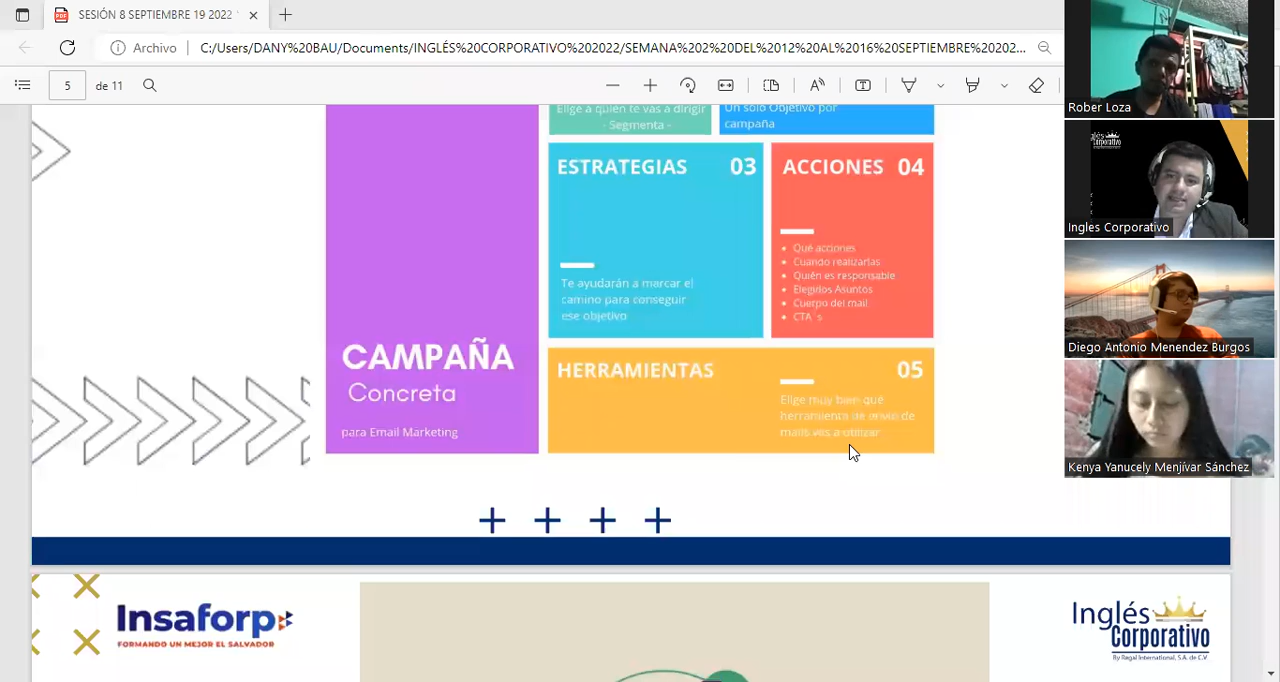 SESIÓN 8 SEPTIEMBRE 19 2022
Archivo
C:/Users/DANY%20BAU/Documents/INGLÉS%20CORPORATIVO%202022/SEMANA%202%20DEL%2012%20AL%2016%20SEPTIEMBRE%20202...
5
de 11
Elige a quién te vas a dirigir
- Segmenta -
Un solo Objetivo por
campaña
ESTRATEGIAS 03
Te ayudarán a marcar el
camino para conseguir
ese objetivo
ACCIONES 04
Qué acciones
Cuando realizarlas
Quién es responsable
Elegirlos Asuntos
Cuerpo del mail
CTA´s
CAMPAÑA
Concreta
para Email Marketing
HERRAMIENTAS 05
Elige muy bien qué
herramienta de envío de
mails vas a utilizar
Insaforp
FORMANDO UN MEJOR EL SALVADOR
Inglés
Corporativo
By Regal International, S.A. de C.V
Rober Loza
Inglés
Corporativo
Ingles Corporativo
Diego Antonio Menendez Burgos
Kenya Yanucely Menjívar Sánchez